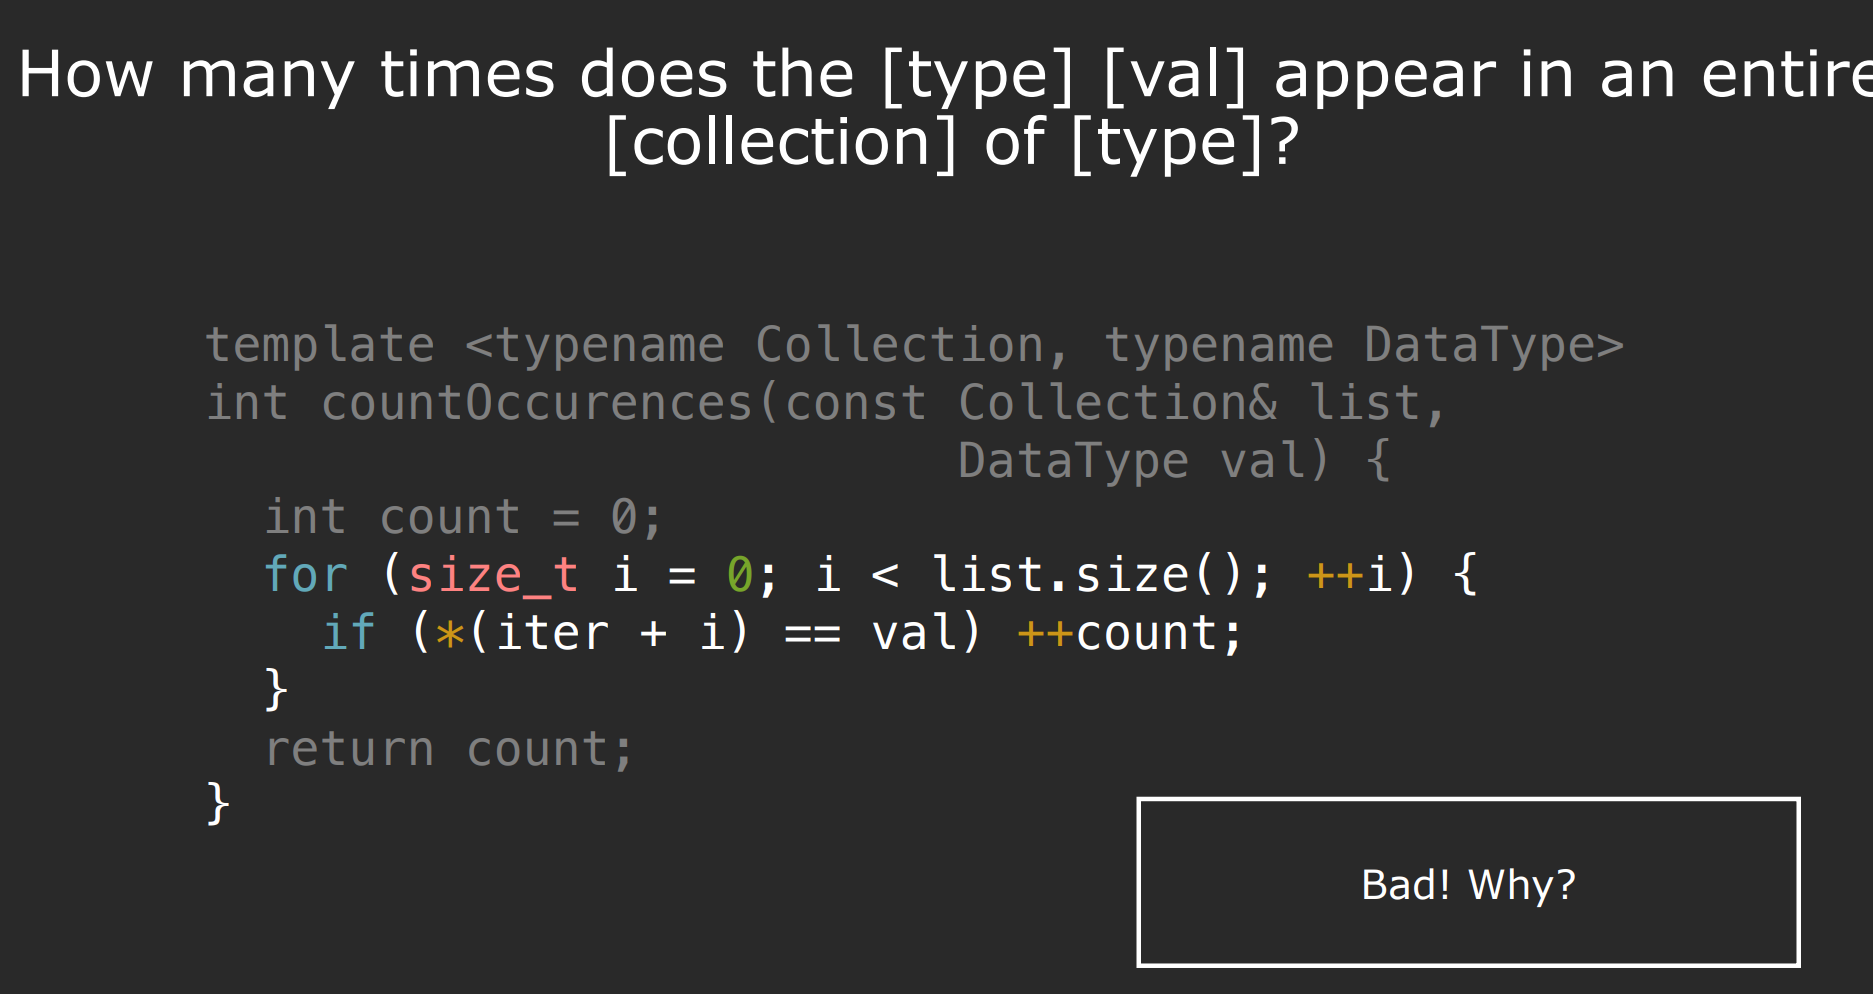 How many times does the [type] [val] appear in an entire
[collection] of [type]?
template <typename Collection, typename DataType>
int countOccurences(const Collection& list,
DataType val) {
int count = 0;
for (size_t i = 0; i < list.size(); ++i) {
if (*(iter + i) == val) ++count;
}
return count;
}
Bad! Why?